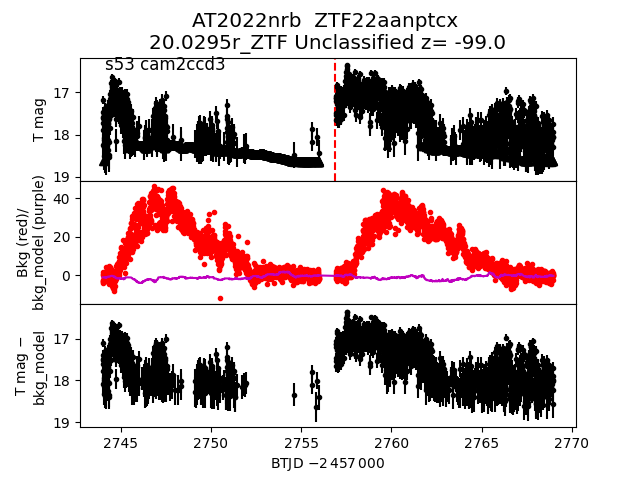 AT2022nrb ZTF22aanptcx
20.0295r_ZTF Unclassified z= -99.0
s53 cam2ccd3
T mag
17
18
19
Bkg (red)/
bkg_model (purple)
40
20
0
T mag −
bkg_model
17
18
19
2745 2750 2755 2760 2765 2770
BTJD −2 457 000